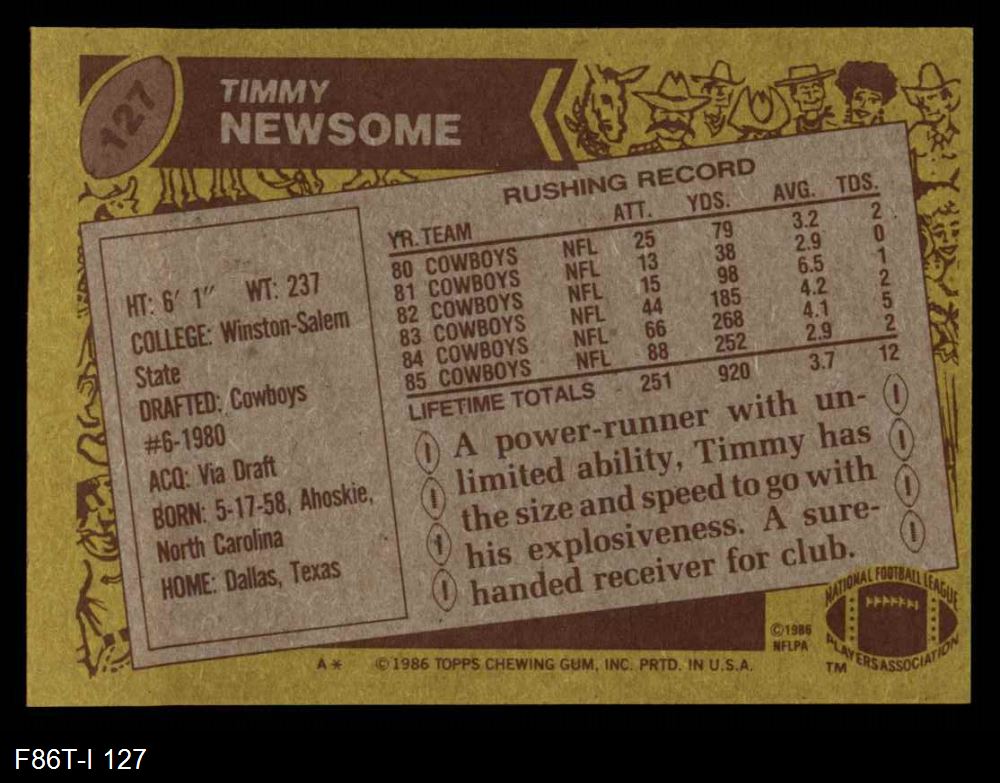 127
TIMMY
NEWSOME
RUSHING RECORD
YR. TEAM ATT. YDS. AVG. TDS.
80 COWBOYS NFL 25 79 3.2 2
81 COWBOYS NFL 13 38 2.9 0
82 COWBOYS NFL 15 98 6.5 1
83 COWBOYS NFL 44 185 4.2 2
84 COWBOYS NFL 66 268 4.1 5
85 COWBOYS NFL 88 252 2.9 2
LIFETIME TOTALS 251 920 3.7 12
HT: 6′ 1″ WT: 237
COLLEGE: Winston-Salem
State
DRAFTED: Cowboys
#6-1980
ACQ: Via Draft
BORN: 5-17-58, Ahoskie,
North Carolina
HOME: Dallas, Texas
A power-runner with un-
limited ability, Timmy has
the size and speed to go with
his explosiveness. A sure-
handed receiver for club.
©1986
NFLPA
NATIONAL FOOTBALL LEAGUE
PLAYERS ASSOCIATION
TM
A* ©1986 TOPPS CHEWING GUM, INC. PRTD. IN U.S.A.
F86T-I 127